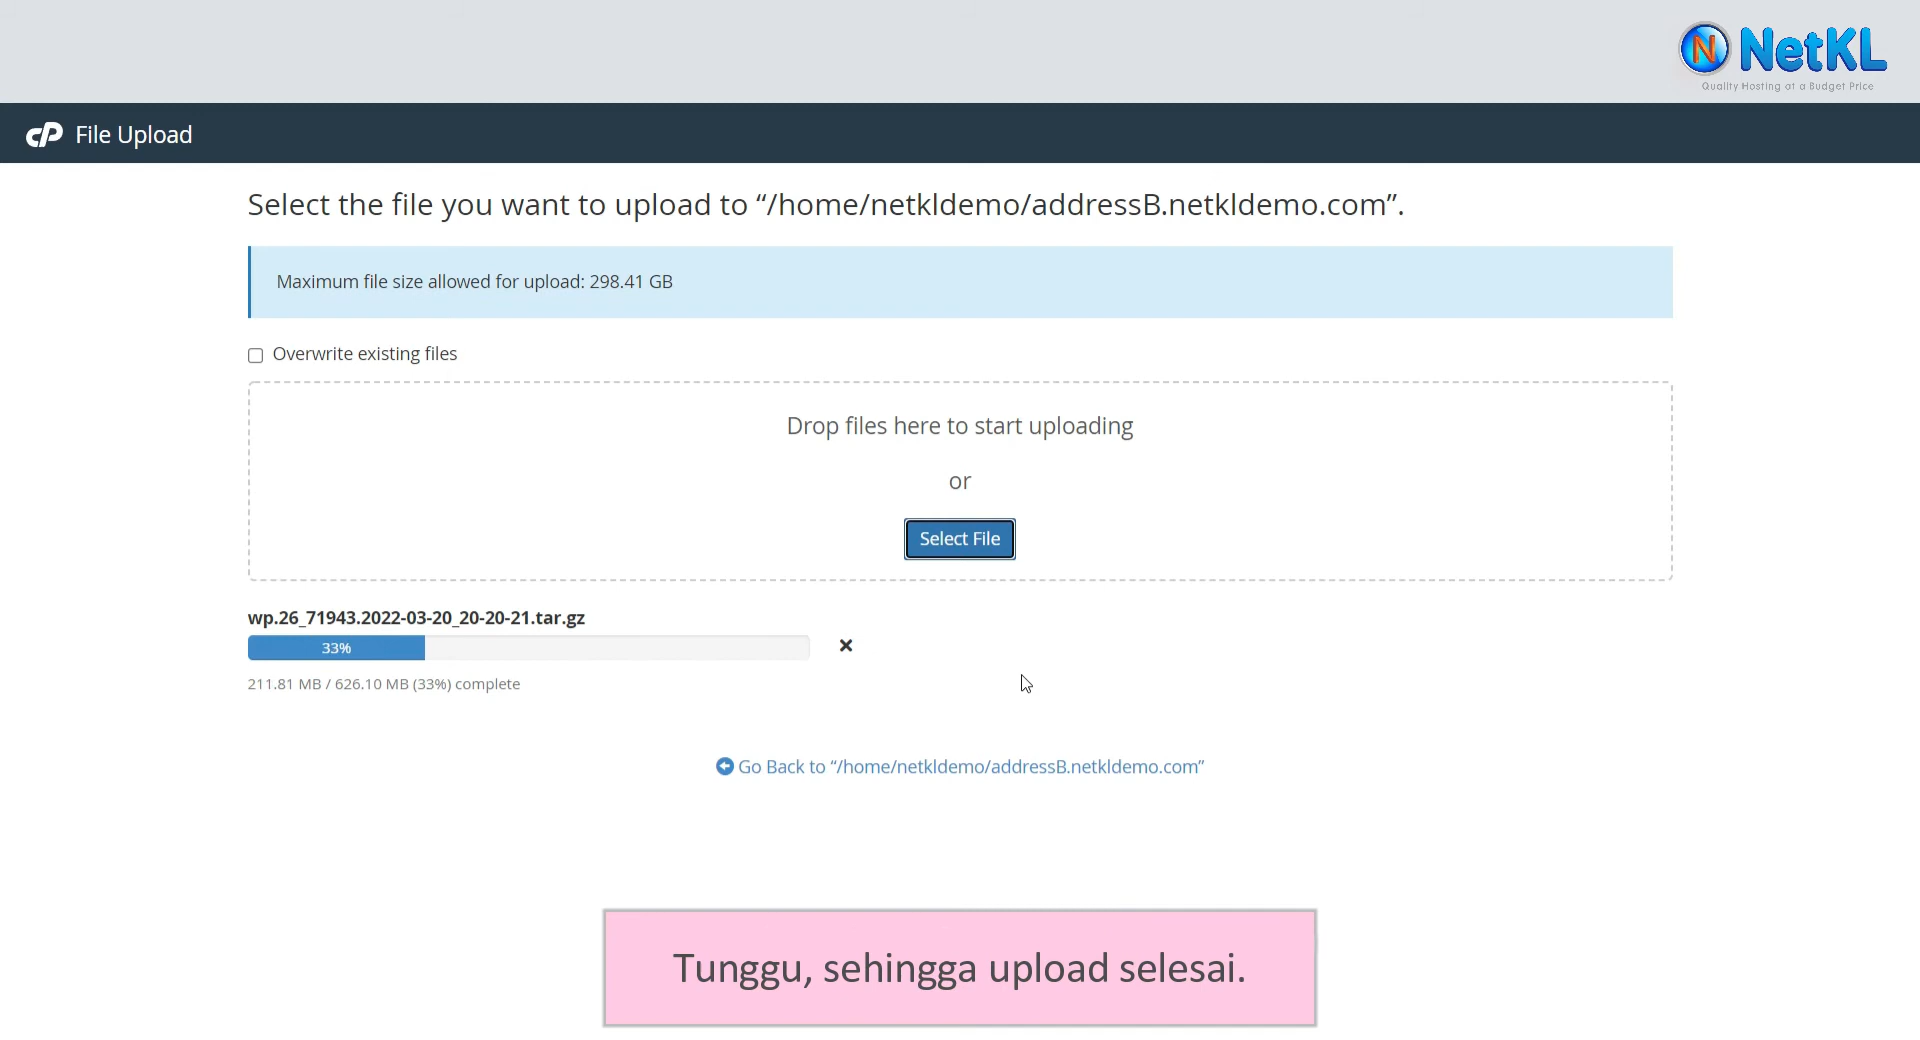 N NetKL
Quality Hosting at a Budget Price
cP File Upload
Select the file you want to upload to “/home/netkldemo/addressB.netkldemo.com”.
Maximum file size allowed for upload: 298.41 GB
Overwrite existing files
Drop files here to start uploading
or
Select File
wp.26_71943.2022-03-20_20-20-21.tar.gz
33%
211.81 MB / 626.10 MB (33%) complete
Go Back to “/home/netkldemo/addressB.netkldemo.com”
Tunggu, sehingga upload selesai.